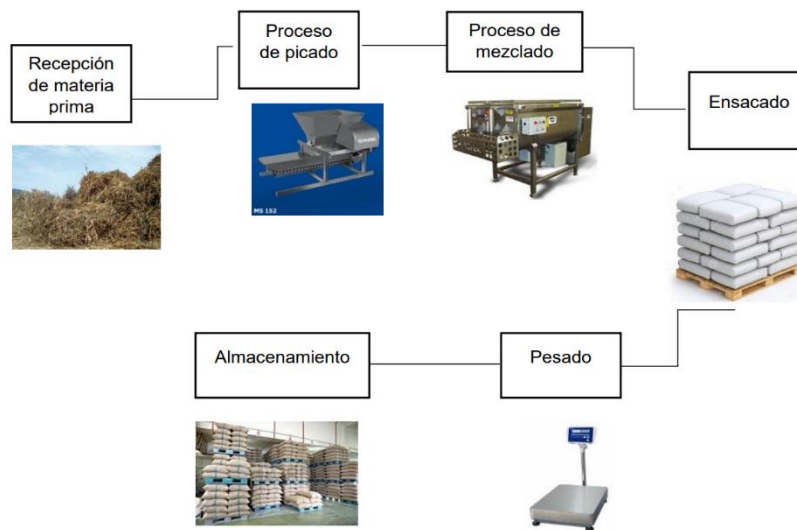 Recepción
de materia
prima
Proceso
de picado
Proceso de
mezclado
Ensacado
MS 152
Almacenamiento
Pesado